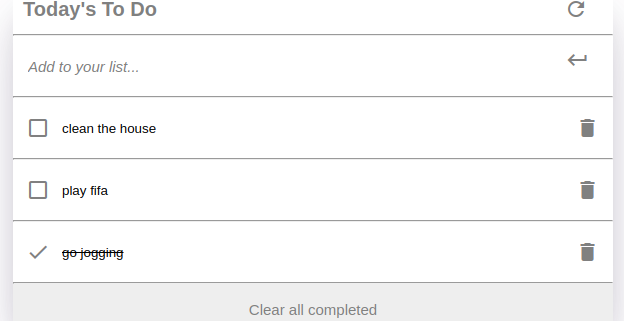 Today's To Do
Add to your list...
clean the house
play fifa
go jogging
Clear all completed